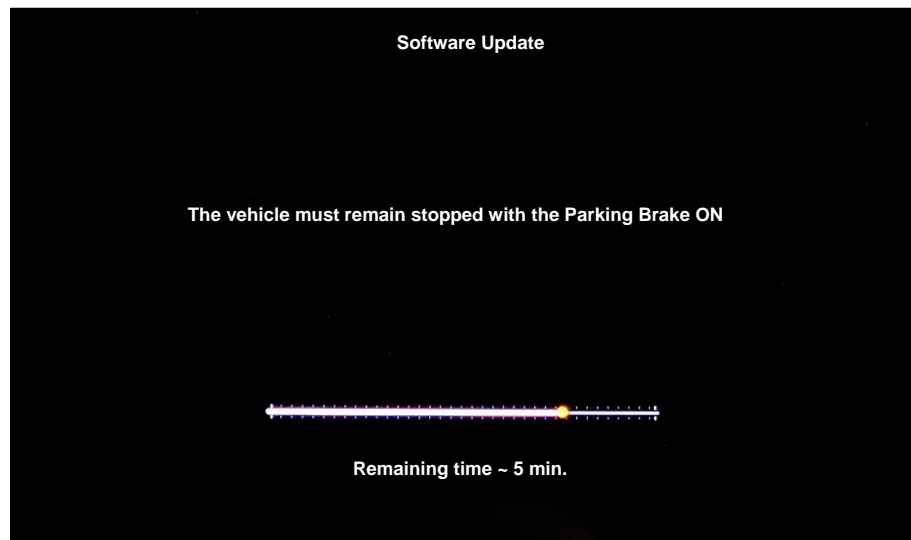 Software Update
The vehicle must remain stopped with the Parking Brake ON
Remaining time ~ 5 min.